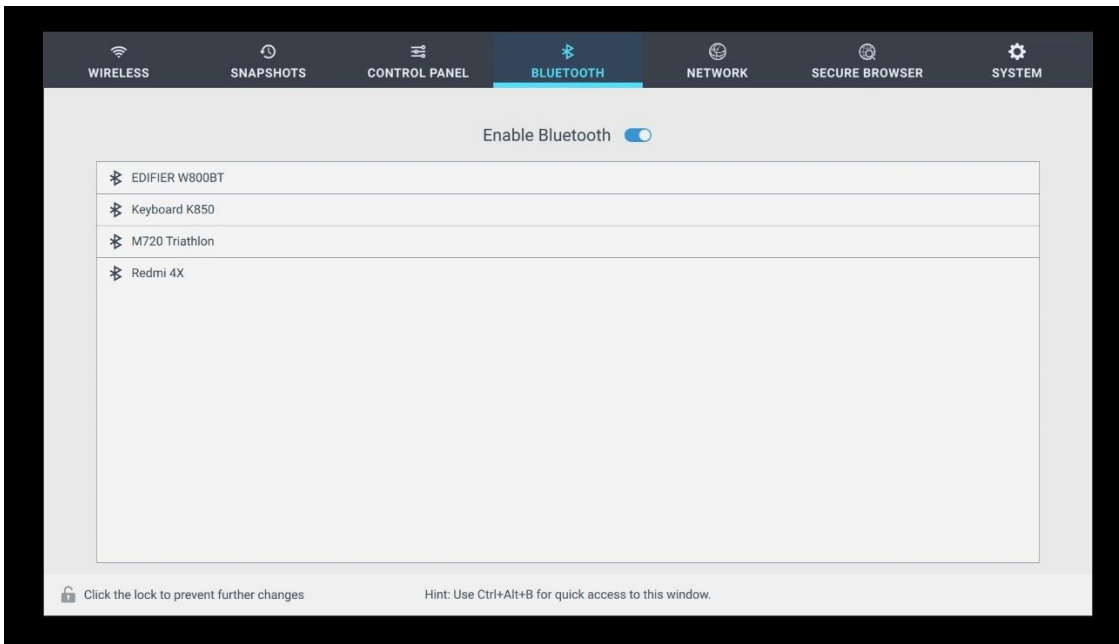 WIRELESS
SNAPSHOTS
CONTROL PANEL
BLUETOOTH
NETWORK
SECURE BROWSER
SYSTEM
Enable Bluetooth
EDIFIER W800BT
Keyboard K850
M720 Triathlon
Redmi 4X
Click the lock to prevent further changes
Hint: Use Ctrl+Alt+B for quick access to this window.